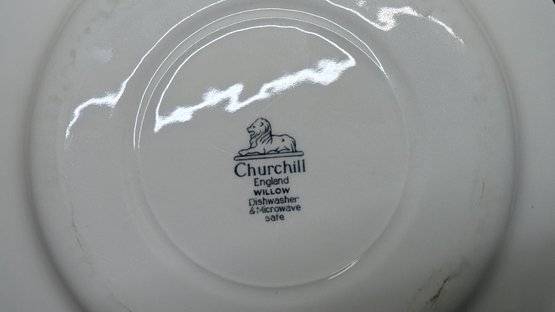 Churchill
England
WILLOW
Dishwasher
& Microwave
safe